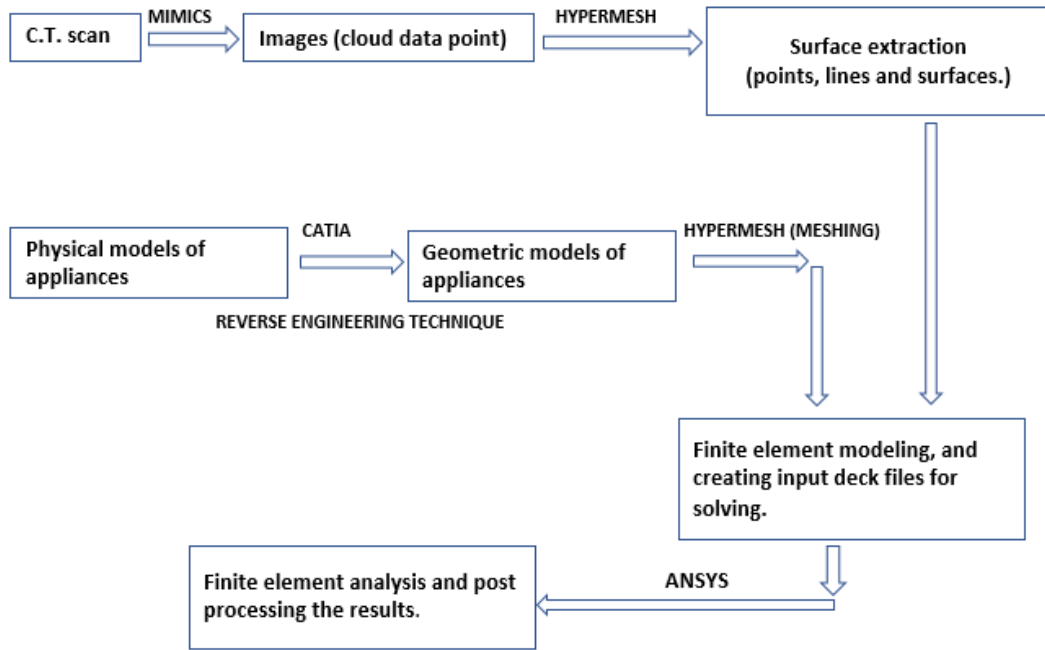 C.T. scan
MIMICS
Images (cloud data point)
HYPERMESH
Surface extraction
(points, lines and surfaces.)
Physical models of
appliances
CATIA
Geometric models of
appliances
HYPERMESH (MESHING)
REVERSE ENGINEERING TECHNIQUE
Finite element modeling, and
creating input deck files for
solving.
ANSYS
Finite element analysis and post
processing the results.